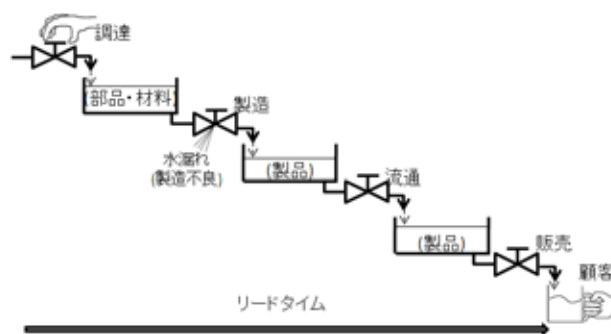 調達
(部品・材料)
製造
水漏れ
(製造不良)
(製品)
流通
(製品)
販売
顧客
リードタイム